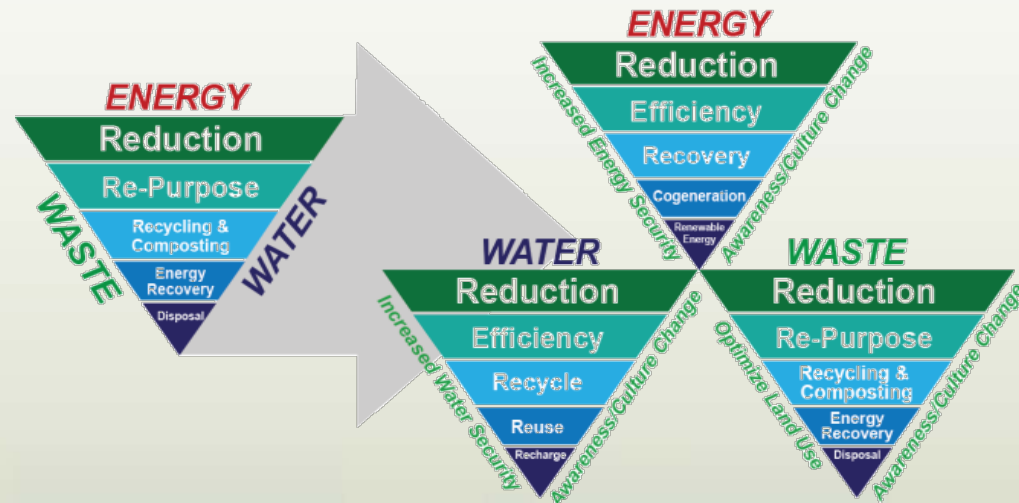 ENERGY
Reduction
Re-Purpose
Recycling &
Composting
Energy
Recovery
Disposal
WASTE
WATER
ENERGY
Reduction
Efficiency
Recovery
Cogeneration
Renewable
Energy
Increased Energy Security
Awareness/Culture Change
WATER
Reduction
Efficiency
Recycle
Reuse
Recharge
Increased Water Security
Awareness/Culture Change
WASTE
Reduction
Re-Purpose
Recycling &
Composting
Energy
Recovery
Disposal
Optimize Land Use
Awareness/Culture Change